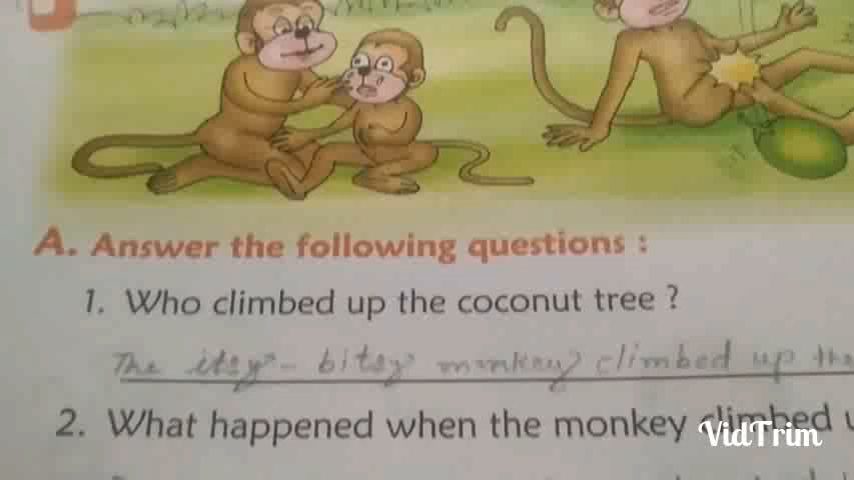 A. Answer the following questions :
1. Who climbed up the coconut tree ?
The itsy - bitsy monkey climbed up the
2. What happened when the monkey climbed u
VidTrim